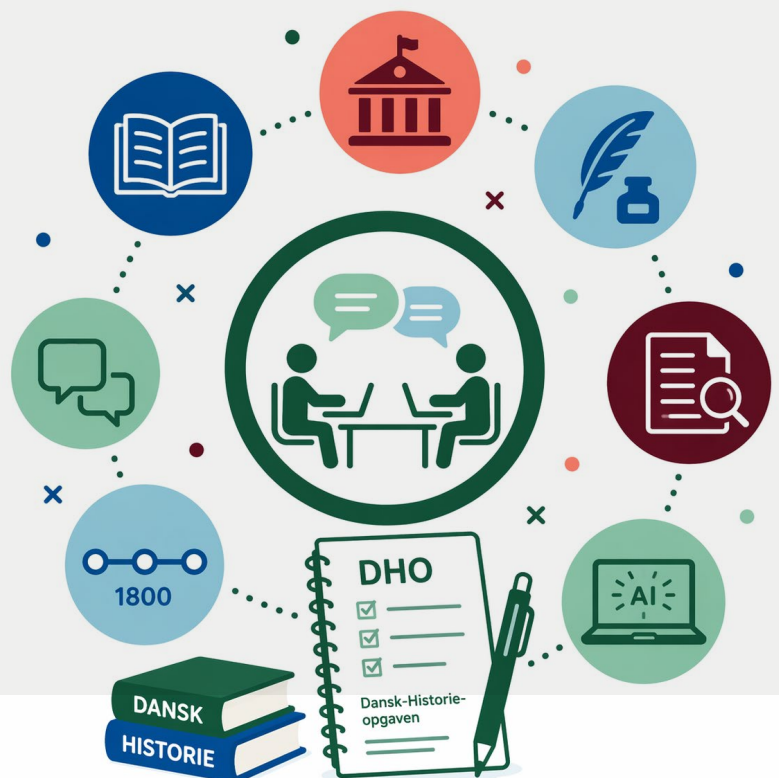 AI
1800
DHO
Dansk-Historie-
opgaven
DANSK
HISTORIE